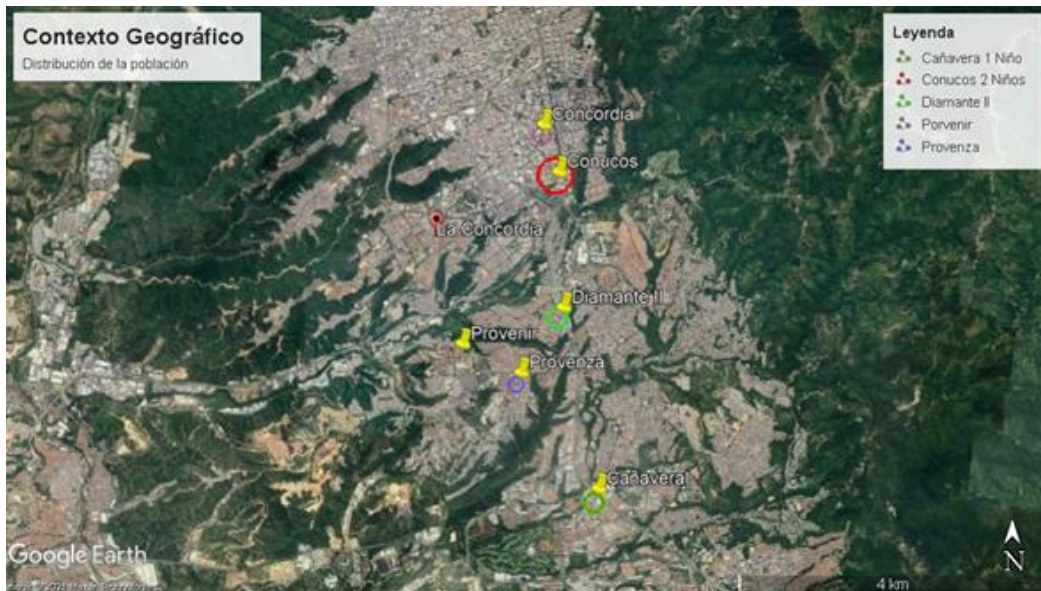 Contexto Geográfico
Distribución de la población
Leyenda
Cañavera 1 Niño
Conucos 2 Niños
Diamante II
Porvenir
Provenza
Concordia
Conucos
La Concordia
Diamante II
Provenir
Provenza
Cañavera
Google Earth
N
4 km